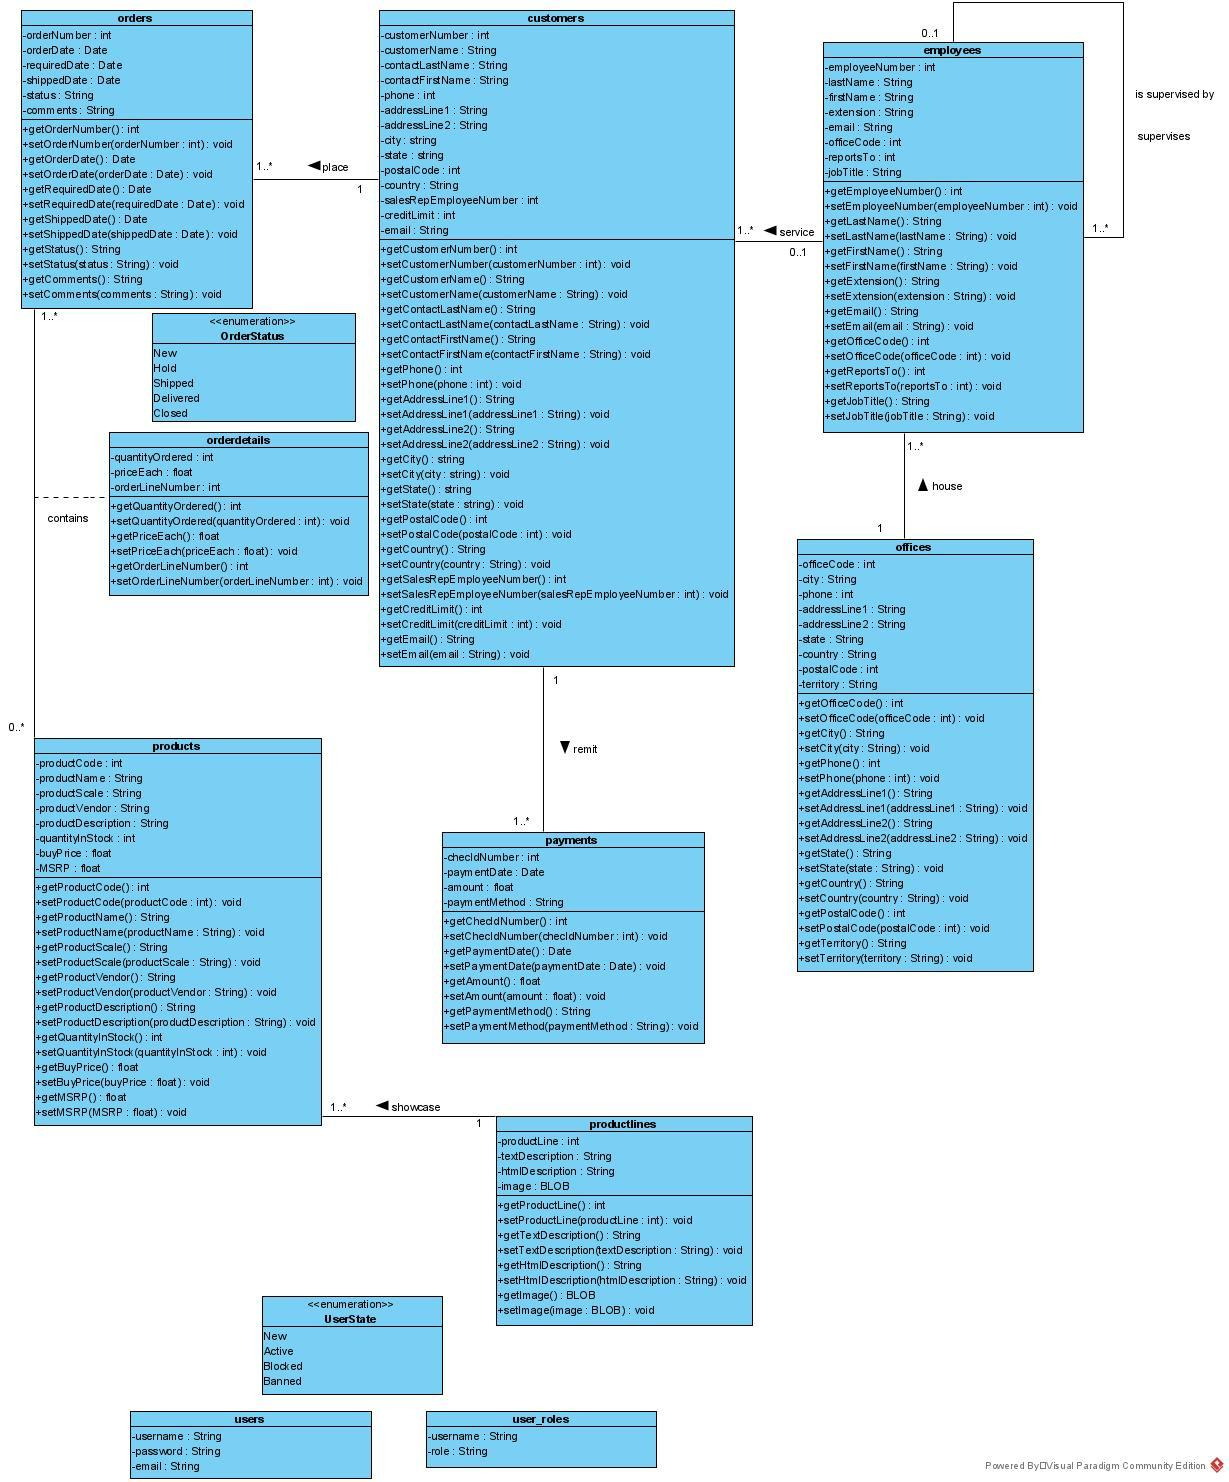 orders
-orderNumber : int
-orderDate : Date
-requiredDate : Date
-shippedDate : Date
-status : String
-comments : String
+getOrderNumber() : int
+setOrderNumber(orderNumber : int) : void
+getOrderDate() : Date
+setOrderDate(orderDate : Date) : void
+getRequiredDate() : Date
+setRequiredDate(requiredDate : Date) : void
+getShippedDate() : Date
+setShippedDate(shippedDate : Date) : void
+getStatus() : String
+setStatus(status : String) : void
+getComments() : String
+setComments(comments : String) : void
1..*
place
1
1..*
<<enumeration>>
OrderStatus
New
Hold
Shipped
Delivered
Closed
orderdetails
-quantityOrdered : int
-priceEach : float
-orderLineNumber : int
+getQuantityOrdered() : int
+setQuantityOrdered(quantityOrdered : int) : void
+getPriceEach() : float
+setPriceEach(priceEach : float) : void
+getOrderLineNumber() : int
+setOrderLineNumber(orderLineNumber : int) : void
contains
customers
-customerNumber : int
-customerName : String
-contactLastName : String
-contactFirstName : String
-phone : int
-addressLine1 : String
-addressLine2 : String
-city : string
-state : string
-postalCode : int
-country : String
-salesRepEmployeeNumber : int
-creditLimit : int
-email : String
+getCustomerNumber() : int
+setCustomerNumber(customerNumber : int) : void
+getCustomerName() : String
+setCustomerName(customerName : String) : void
+getContactLastName() : String
+setContactLastName(contactLastName : String) : void
+getContactFirstName() : String
+setContactFirstName(contactFirstName : String) : void
+getPhone() : int
+setPhone(phone : int) : void
+getAddressLine1() : String
+setAddressLine1(addressLine1 : String) : void
+getAddressLine2() : String
+setAddressLine2(addressLine2 : String) : void
+getCity() : string
+setCity(city : string) : void
+getState() : string
+setState(state : string) : void
+getPostalCode() : int
+setPostalCode(postalCode : int) : void
+getCountry() : String
+setCountry(country : String) : void
+getSalesRepEmployeeNumber() : int
+setSalesRepEmployeeNumber(salesRepEmployeeNumber : int) : void
+getCreditLimit() : int
+setCreditLimit(creditLimit : int) : void
+getEmail() : String
+setEmail(email : String) : void
1..*
service
0..1
0..1
employees
-employeeNumber : int
-lastName : String
-firstName : String
-extension : String
-email : String
-officeCode : int
-reportsTo : int
-jobTitle : String
+getEmployeeNumber() : int
+setEmployeeNumber(employeeNumber : int) : void
+getLastName() : String
+setLastName(lastName : String) : void
+getFirstName() : String
+setFirstName(firstName : String) : void
+getExtension() : String
+setExtension(extension : String) : void
+getEmail() : String
+setEmail(email : String) : void
+getOfficeCode() : int
+setOfficeCode(officeCode : int) : void
+getReportsTo() : int
+setReportsTo(reportsTo : int) : void
+getJobTitle() : String
+setJobTitle(jobTitle : String) : void
is supervised by
supervises
1..*
1..*
house
1
offices
-officeCode : int
-city : String
-phone : int
-addressLine1 : String
-addressLine2 : String
-state : String
-country : String
-postalCode : int
-territory : String
+getOfficeCode() : int
+setOfficeCode(officeCode : int) : void
+getCity() : String
+setCity(city : String) : void
+getPhone() : int
+setPhone(phone : int) : void
+getAddressLine1() : String
+setAddressLine1(addressLine1 : String) : void
+getAddressLine2() : String
+setAddressLine2(addressLine2 : String) : void
+getState() : String
+setState(state : String) : void
+getCountry() : String
+setCountry(country : String) : void
+getPostalCode() : int
+setPostalCode(postalCode : int) : void
+getTerritory() : String
+setTerritory(territory : String) : void
1
remit
1..*
0..*
products
-productCode : int
-productName : String
-productScale : String
-productVendor : String
-productDescription : String
-quantityInStock : int
-buyPrice : float
-MSRP : float
+getProductCode() : int
+setProductCode(productCode : int) : void
+getProductName() : String
+setProductName(productName : String) : void
+getProductScale() : String
+setProductScale(productScale : String) : void
+getProductVendor() : String
+setProductVendor(productVendor : String) : void
+getProductDescription() : String
+setProductDescription(productDescription : String) : void
+getQuantityInStock() : int
+setQuantityInStock(quantityInStock : int) : void
+getBuyPrice() : float
+setBuyPrice(buyPrice : float) : void
+getMSRP() : float
+setMSRP(MSRP : float) : void
payments
-checIdNumber : int
-paymentDate : Date
-amount : float
-paymentMethod : String
+getChecIdNumber() : int
+setChecIdNumber(checIdNumber : int) : void
+getPaymentDate() : Date
+setPaymentDate(paymentDate : Date) : void
+getAmount() : float
+setAmount(amount : float) : void
+getPaymentMethod() : String
+setPaymentMethod(paymentMethod : String) : void
1..*
showcase
1
productlines
-productLine : int
-textDescription : String
-htmlDescription : String
-image : BLOB
+getProductLine() : int
+setProductLine(productLine : int) : void
+getTextDescription() : String
+setTextDescription(textDescription : String) : void
+getHtmlDescription() : String
+setHtmlDescription(htmlDescription : String) : void
+getImage() : BLOB
+setImage(image : BLOB) : void
<<enumeration>>
UserState
New
Active
Blocked
Banned
users
-username : String
-password : String
-email : String
user_roles
-username : String
-role : String
Powered By□Visual Paradigm Community Edition